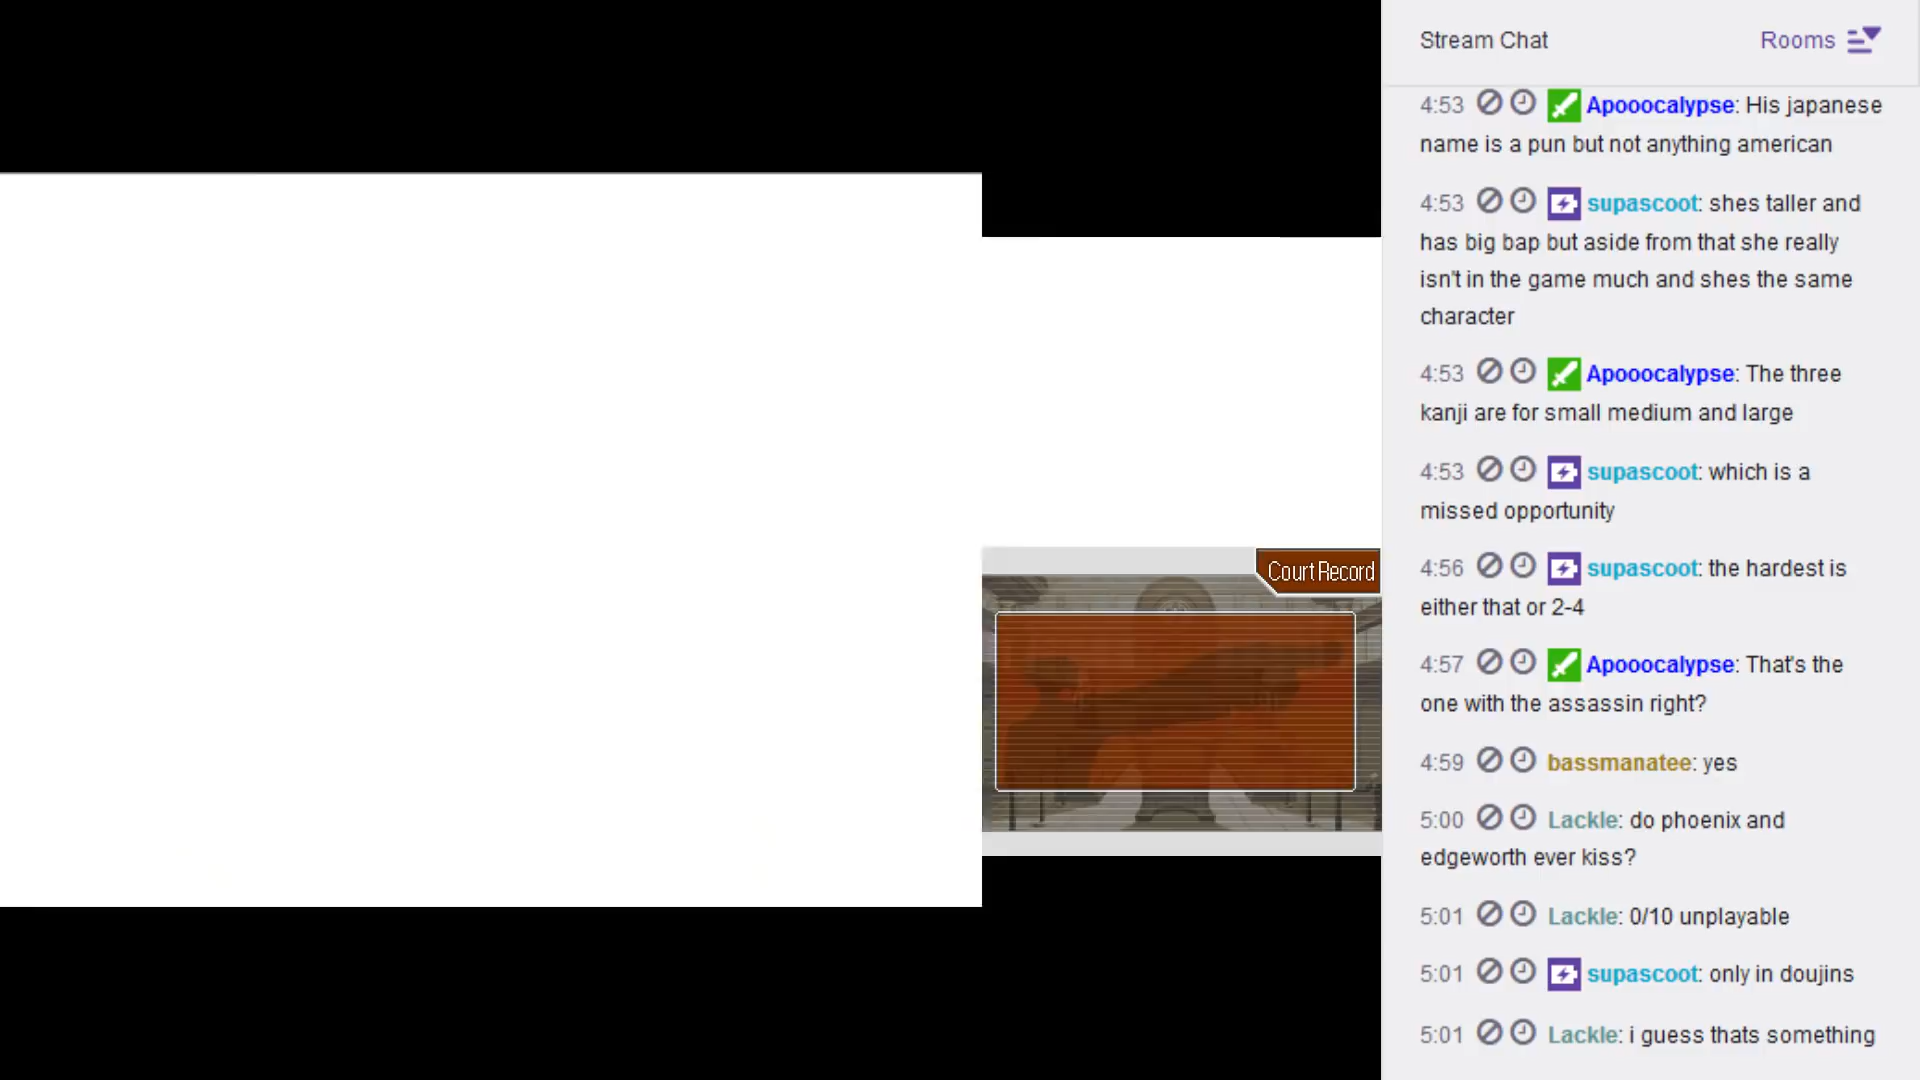 Court Record
Stream Chat
Rooms
4:53 Apooocalypse: His japanese
name is a pun but not anything american
4:53 supascoot: shes taller and
has big bap but aside from that she really
isn't in the game much and shes the same
character
4:53 Apooocalypse: The three
kanji are for small medium and large
4:53 supascoot: which is a
missed opportunity
4:56 supascoot: the hardest is
either that or 2-4
4:57 Apooocalypse: That's the
one with the assassin right?
4:59 bassmanatee: yes
5:00 Lackle: do phoenix and
edgeworth ever kiss?
5:01 Lackle: 0/10 unplayable
5:01 supascoot: only in doujins
5:01 Lackle: i guess thats something